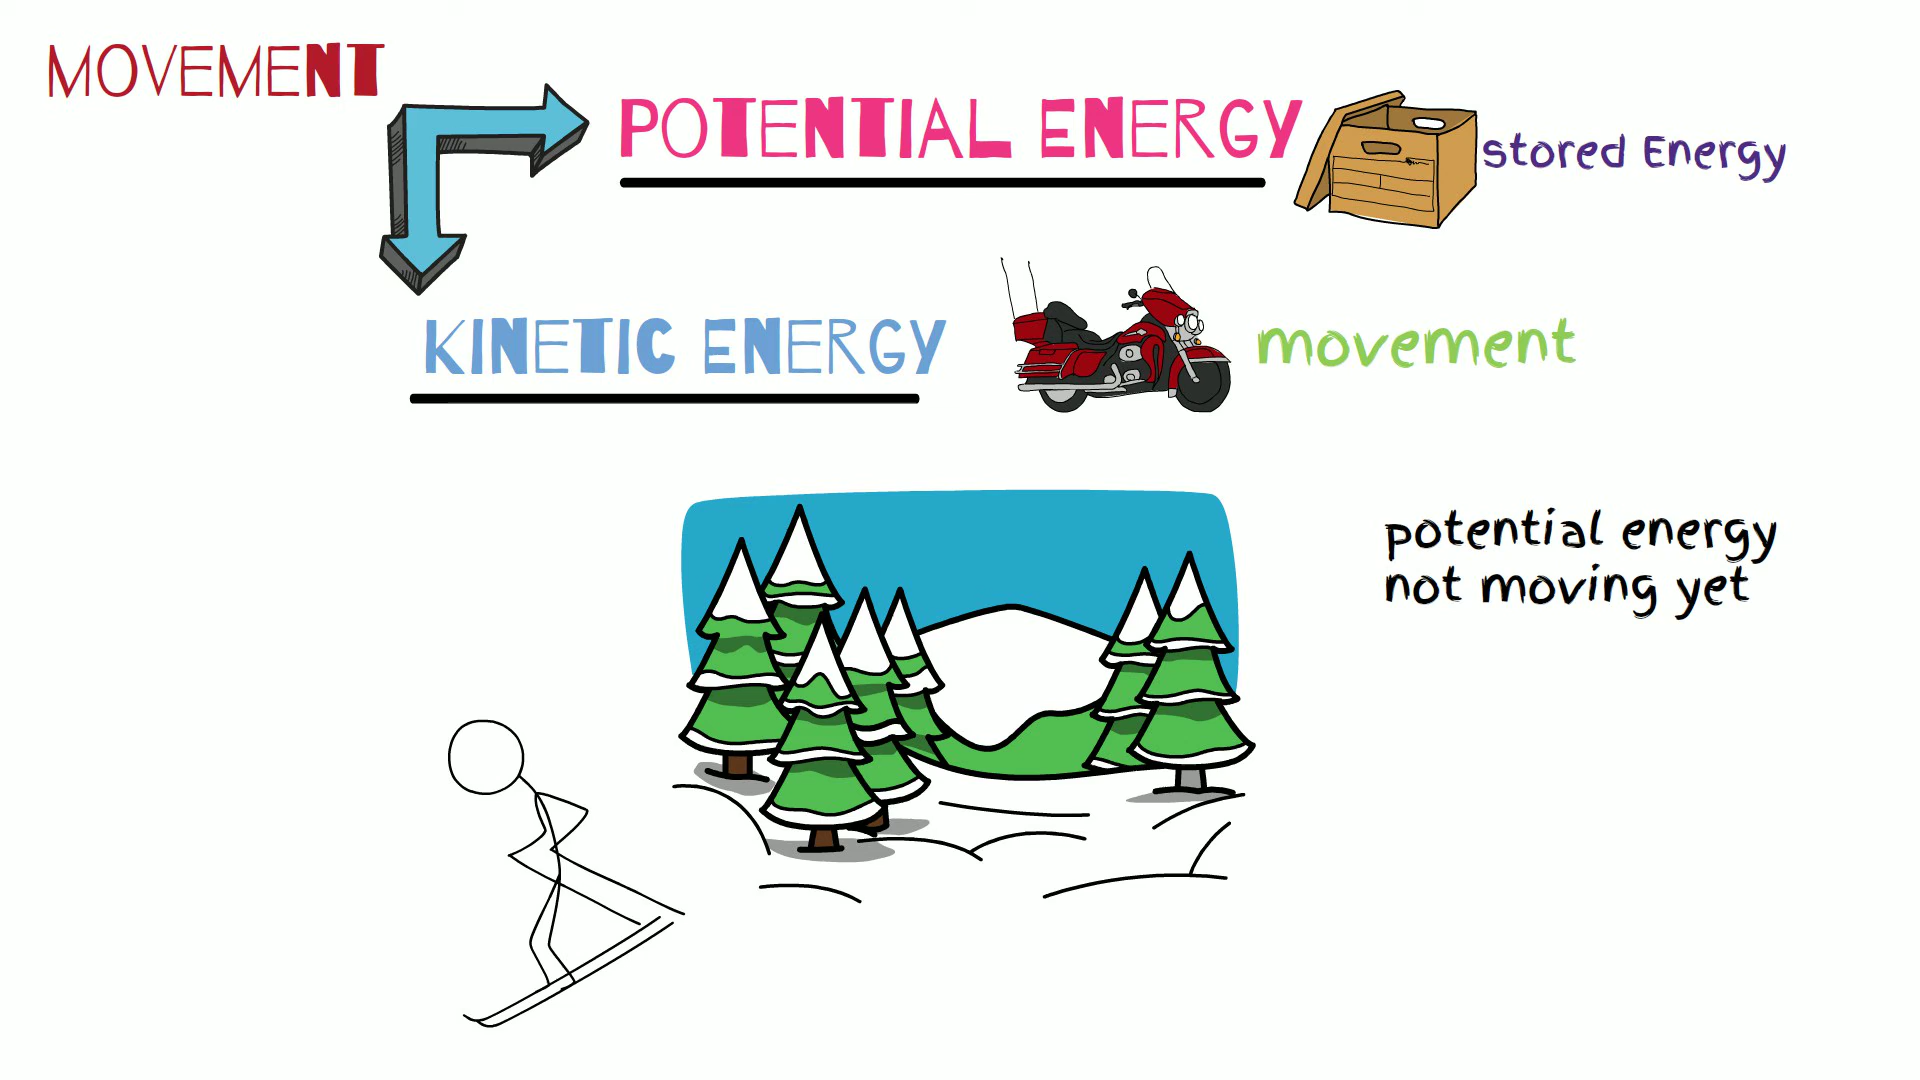 MOVEMENT
POTENTIAL ENERGY
stored Energy
KINETIC ENERGY
movement
potential energy
not moving yet